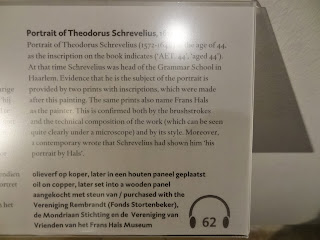 Portrait of Theodorus Schrevelius,
Portrait of Theodorus Schrevelius (1572- the age of 44,
as the inscription on the book indicates ('AET. 44', 'aged 44').
At that time Schrevelius was head of the Grammar School in
Haarlem. Evidence that he is the subject of the portrait is
provided by two prints with inscriptions, which were made
after this painting. The same prints also name Frans Hals
as the painter. This is confirmed both by the brushstrokes
and the technical composition of the work (which can be seen
quite clearly under a microscope) and by its style. Moreover,
a contemporary wrote that Schrevelius had shown him 'his
portrait by Hals'.
olieverf op koper, later in een houten paneel geplaatst
oil on copper, later set into a wooden panel
aangekocht met steun van / purchased with the
Vereniging Rembrandt (Fonds Stortenbeker),
de Mondriaan Stichting en de Vereniging van
Vrienden van het Frans Hals Museum
62